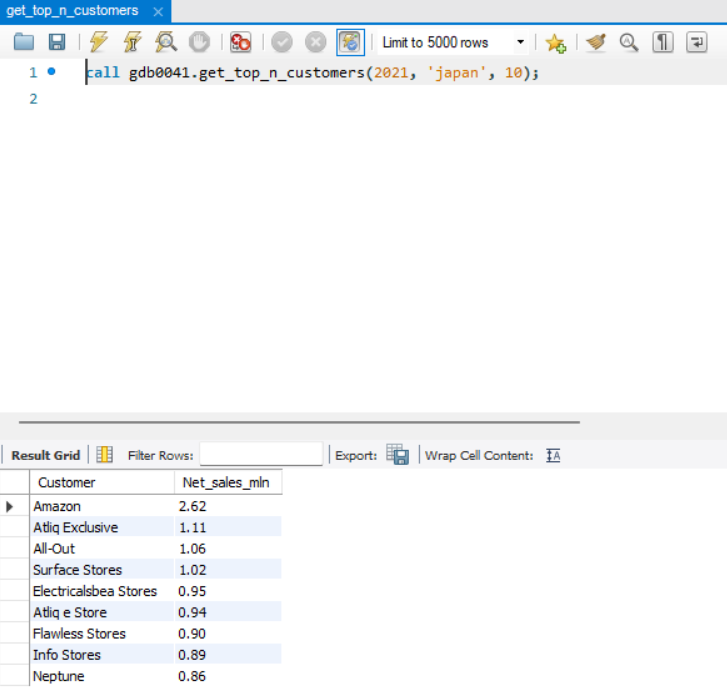 get_top_n_customers ×
Limit to 5000 rows
1 call gdb0041.get_top_n_customers(2021, 'japan', 10);
2
Result Grid Filter Rows: Export: Wrap Cell Content: IA
Customer Net_sales_mln
Amazon 2.62
Atliq Exclusive 1.11
All-Out 1.06
Surface Stores 1.02
Electricalsbea Stores 0.95
Atliq e Store 0.94
Flawless Stores 0.90
Info Stores 0.89
Neptune 0.86